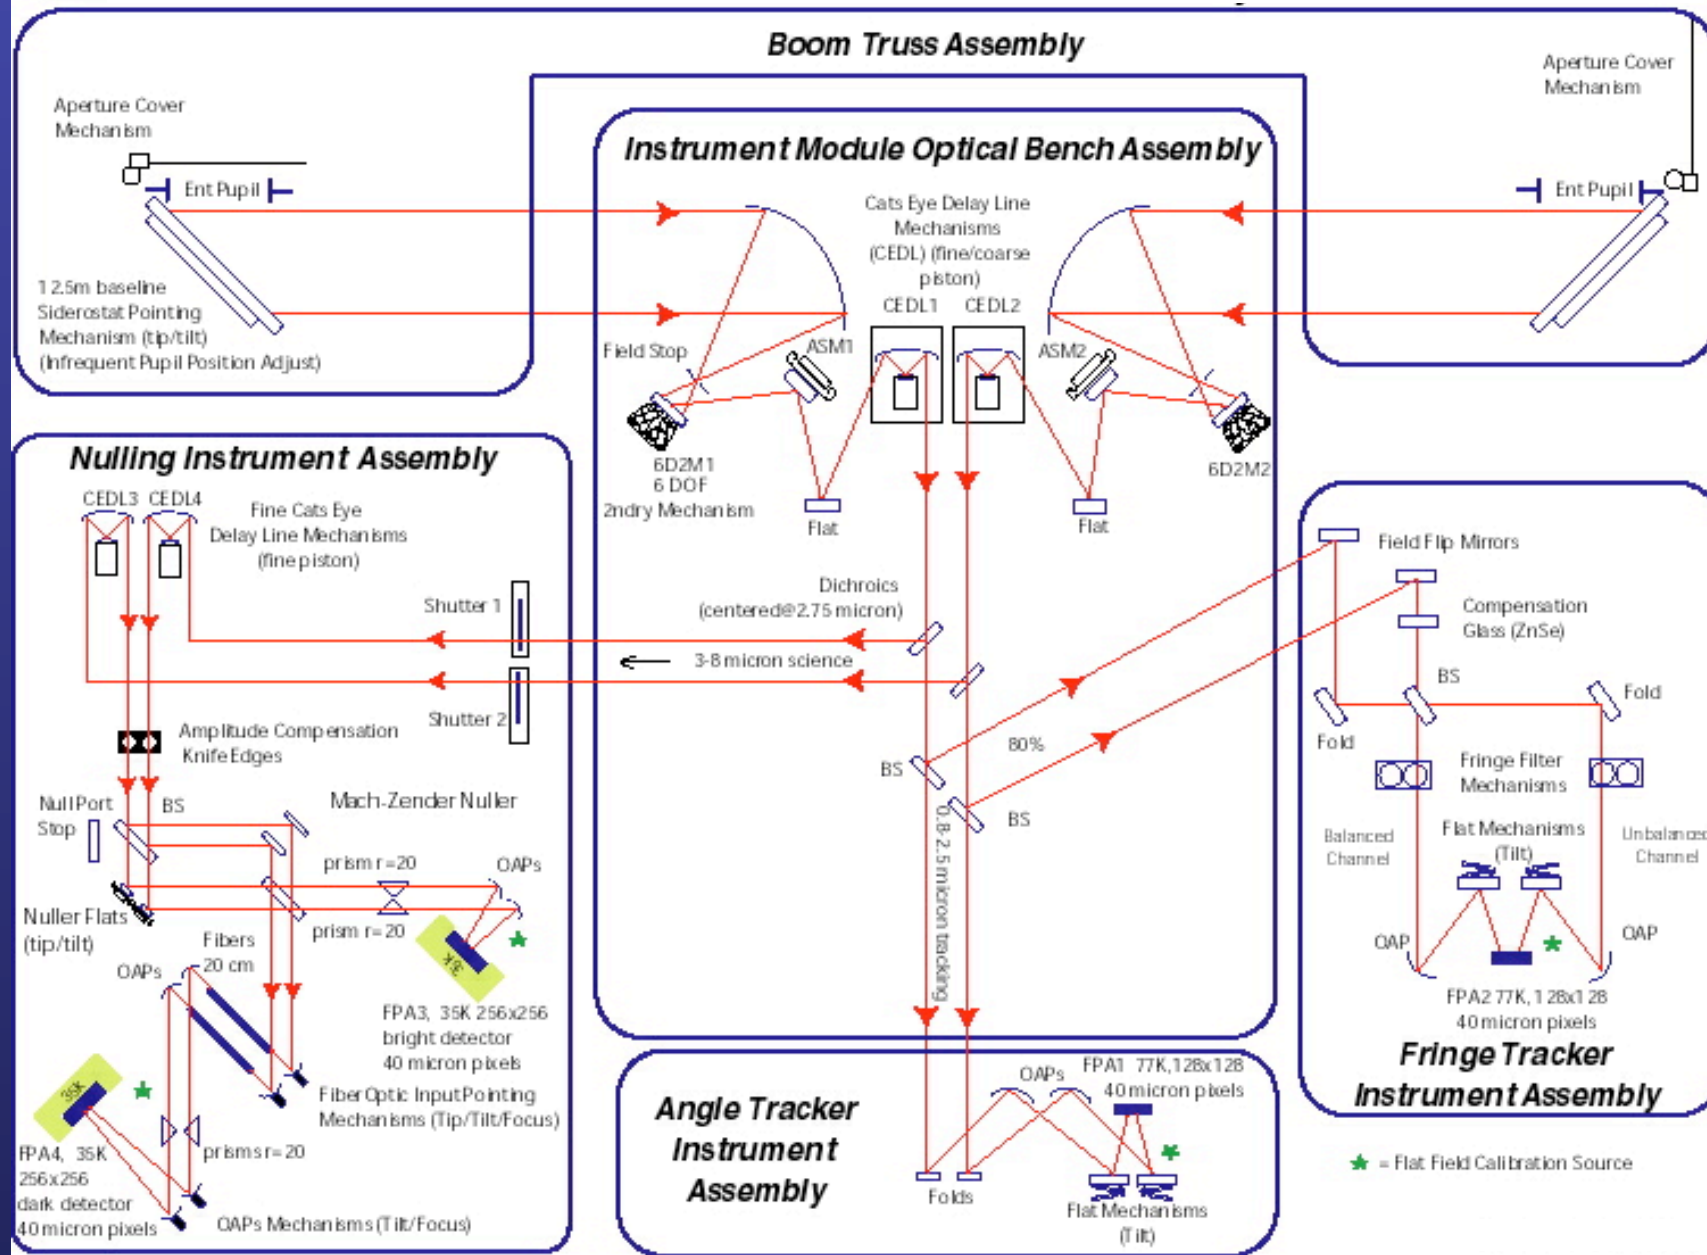 Boom Truss Assembly
Aperture Cover
Mechanism
Ent Pupil
12.5m baseline
Siderostat Pointing
Mechanism (tip/tilt)
(Infrequent Pupil Position Adjust)
Aperture Cover
Mechanism
Ent Pupil
Instrument Module Optical Bench Assembly
Cats Eye Delay Line
Mechanisms
(CEDL) (fine/coarse
piston)
CEDL1
CEDL2
Field Stop
ASM1
ASM2
6D2M1
6 DOF
2ndry Mechanism
Flat
Flat
6D2M2
Dichroics
(centered@2.75 micron)
3-8 micron science
80%
BS
BS
0.8-2.5 micron tracking
Nulling Instrument Assembly
CEDL3
CEDL4
Fine Cats Eye
Delay Line Mechanisms
(fine piston)
Shutter 1
Shutter 2
Amplitude Compensation
Knife Edges
Null Port
Stop
BS
Mach-Zender Nuller
prism r=20
OAPs
Nuller Flats
(tip/tilt)
prism r=20
Fibers
20 cm
OAPs
35K
FPA3, 35K 256x256
bright detector
40 micron pixels
Fiber Optic Input Pointing
Mechanisms (Tip/Tilt/Focus)
35K
FPA4, 35K
256x256
dark detector
40 micron pixels
prisms r=20
OAPs Mechanisms (Tilt/Focus)
Angle Tracker
Instrument
Assembly
OAPs
FPA1 77K,128x128
40 micron pixels
Folds
Flat Mechanisms
(Tilt)
Field Flip Mirrors
Compensation
Glass (ZnSe)
BS
Fold
Fold
Fringe Filter
Mechanisms
Balanced
Channel
Flat Mechanisms
(Tilt)
Unbalanced
Channel
OAP
OAP
FPA2 77K, 128x128
40 micron pixels
Fringe Tracker
Instrument Assembly
= Flat Field Calibration Source